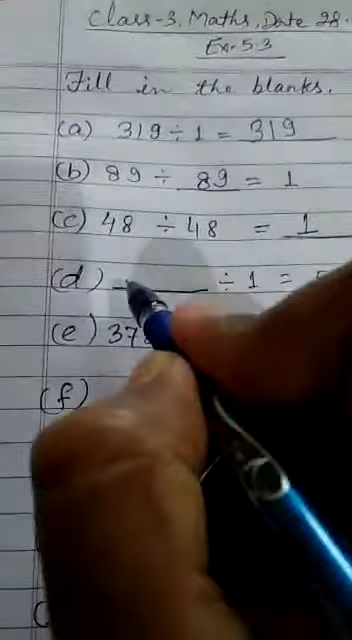 Class-3, Maths, Date 28.
Ex. 5.3
Fill in the blanks.
(a) 319 ÷ 1 = 319
(b) 89 ÷ 89 = 1
(c) 48 ÷ 48 = 1
(d) ______ ÷ 1 =
(e) 37
(f)